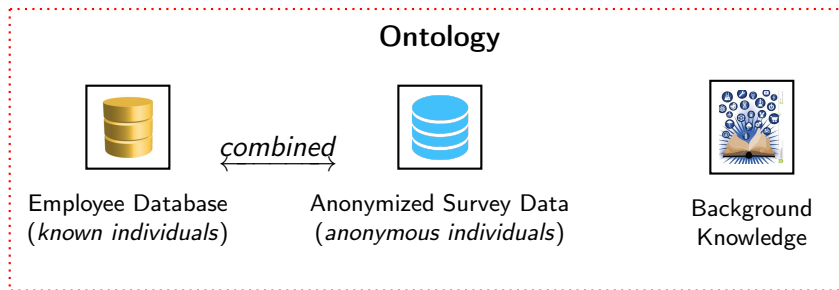 Ontology
combined
Employee Database
(known individuals)
Anonymized Survey Data
(anonymous individuals)
Background
Knowledge